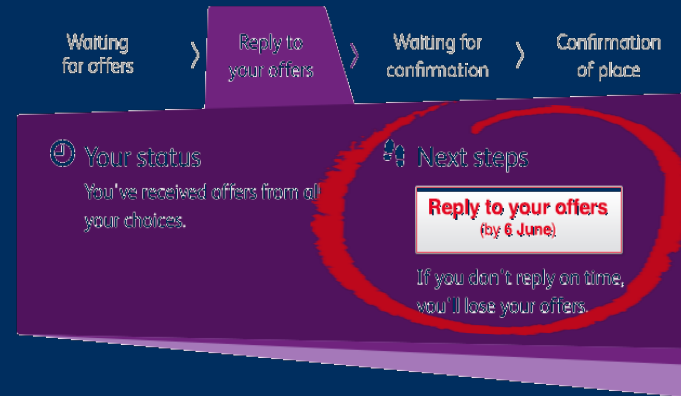 Waiting
for offers
Reply to
your offers
Waiting for
confirmation
Confirmation
of place
Your status
You've received offers from all
your choices.
Next steps
Reply to your offers
(by 6 June)
If you don't reply on time,
you'll lose your offers.